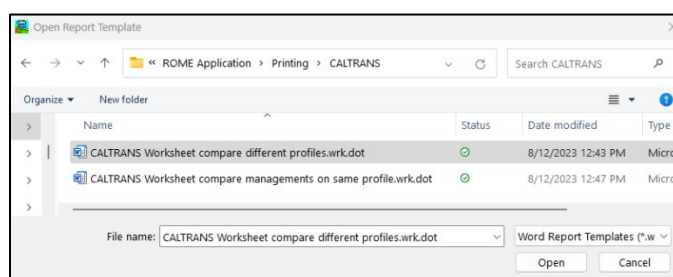 Open Report Template
« ROME Application > Printing > CALTRANS
Search CALTRANS
Organize New folder
Name Status Date modified Type
CALTRANS Worksheet compare different profiles.wrk.dot 8/12/2023 12:43 PM Micro
CALTRANS Worksheet compare managements on same profile.wrk.dot 8/12/2023 12:47 PM Micro
File name: CALTRANS Worksheet compare different profiles.wrk.dot Word Report Templates (*.w
Open Cancel